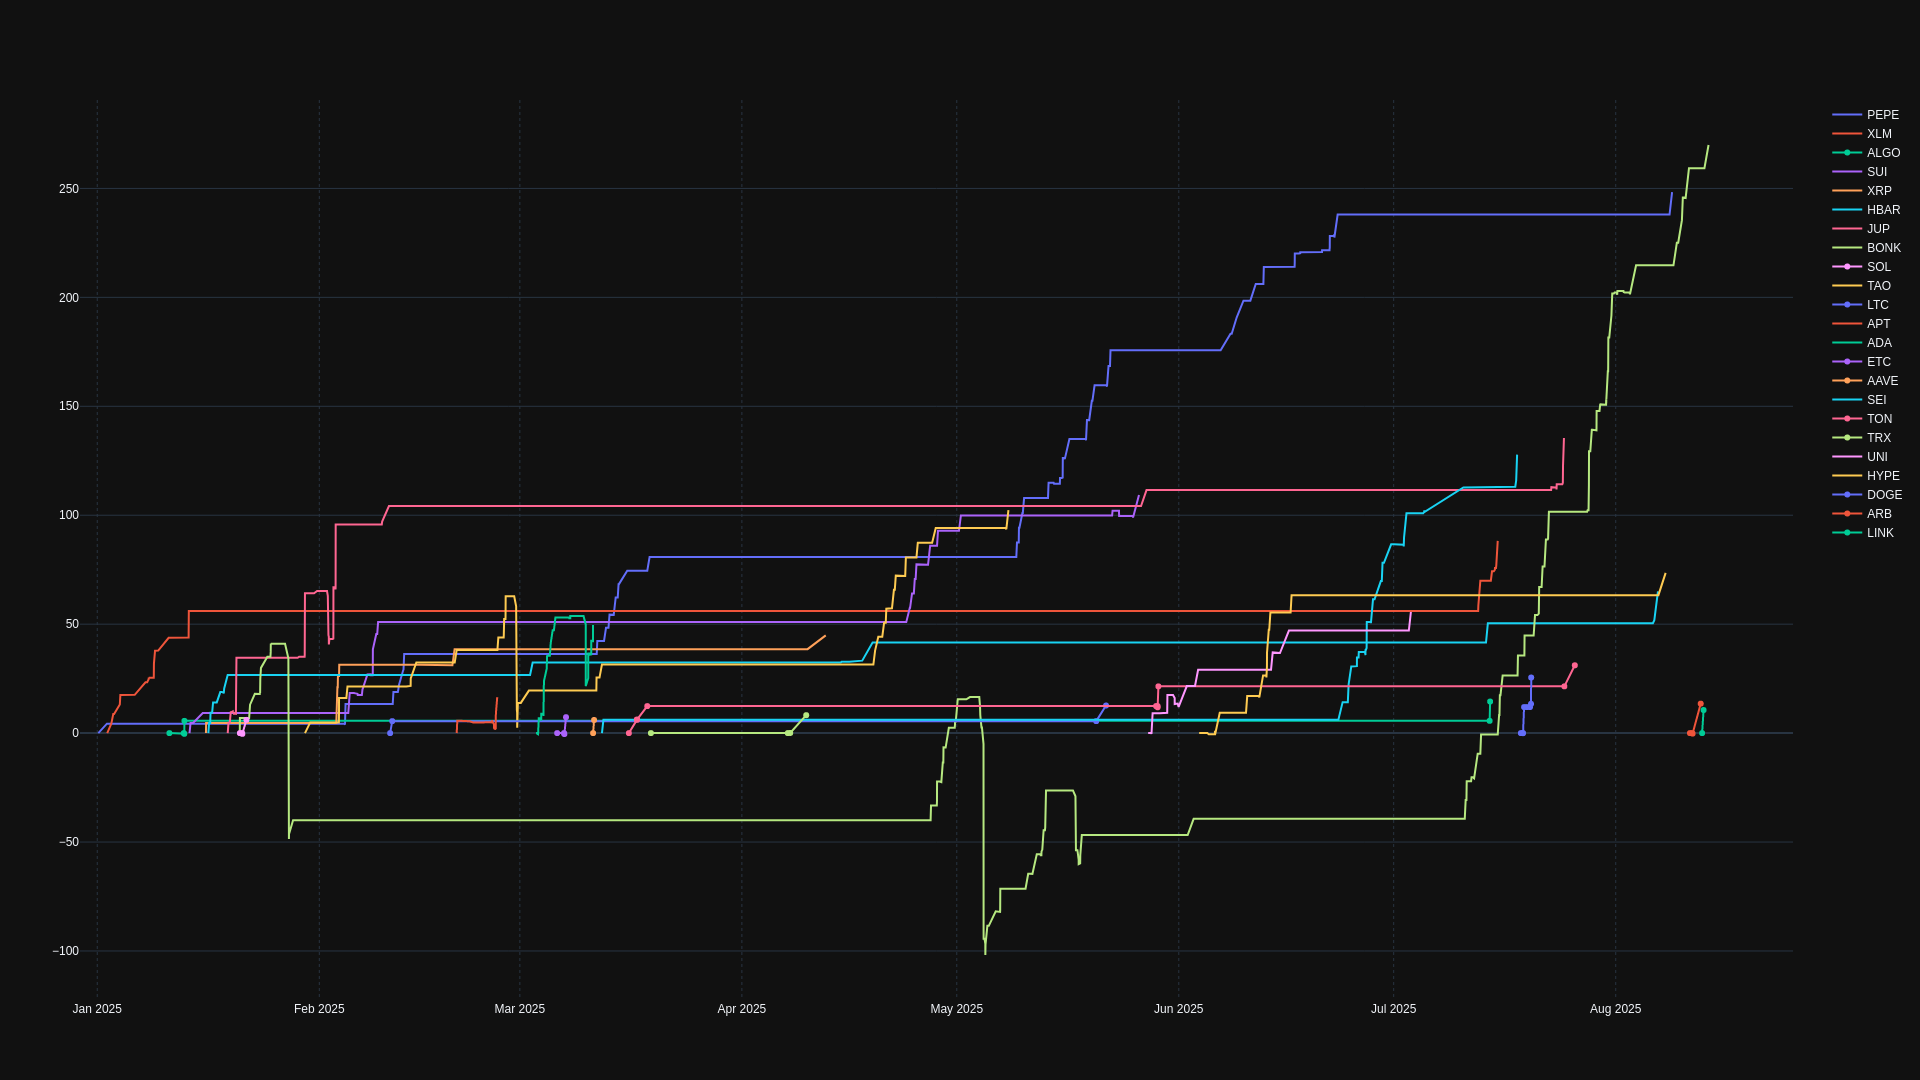 250
200
150
100
50
0
−50
−100
Jan 2025
Feb 2025
Mar 2025
Apr 2025
May 2025
Jun 2025
Jul 2025
Aug 2025
PEPE
XLM
ALGO
SUI
XRP
HBAR
JUP
BONK
SOL
TAO
LTC
APT
ADA
ETC
AAVE
SEI
TON
TRX
UNI
HYPE
DOGE
ARB
LINK